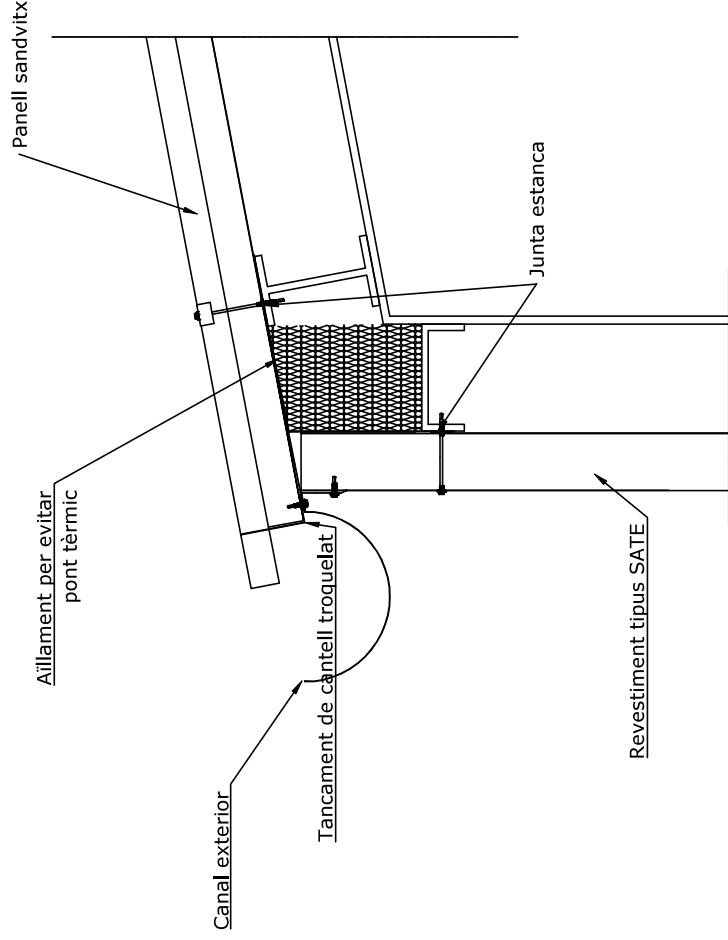 Panell sandvitx
Aïllament per evitar
pont tèrmic
Junta estanca
Canal exterior
Tancament de cantell troquelat
Revestiment tipus SATE